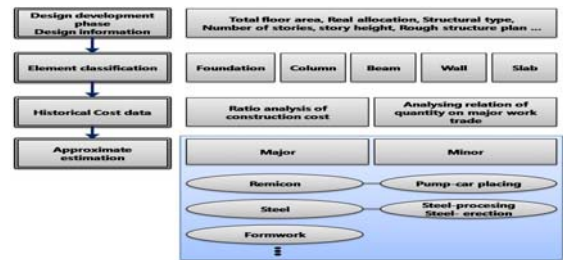 Design development
phase
Design information
Total floor area, Real allocation, Structural type,
Number of stories, story height, Rough structure plan ...
Element classification
Foundation
Column
Beam
Wall
Slab
Historical Cost data
Ratio analysis of
construction cost
Analysing relation of
quantity on major work
trade
Approximate
estimation
Major
Minor
Remicon
Pump-car placing
Steel
Steel-procesing
Steel- erection
Formwork